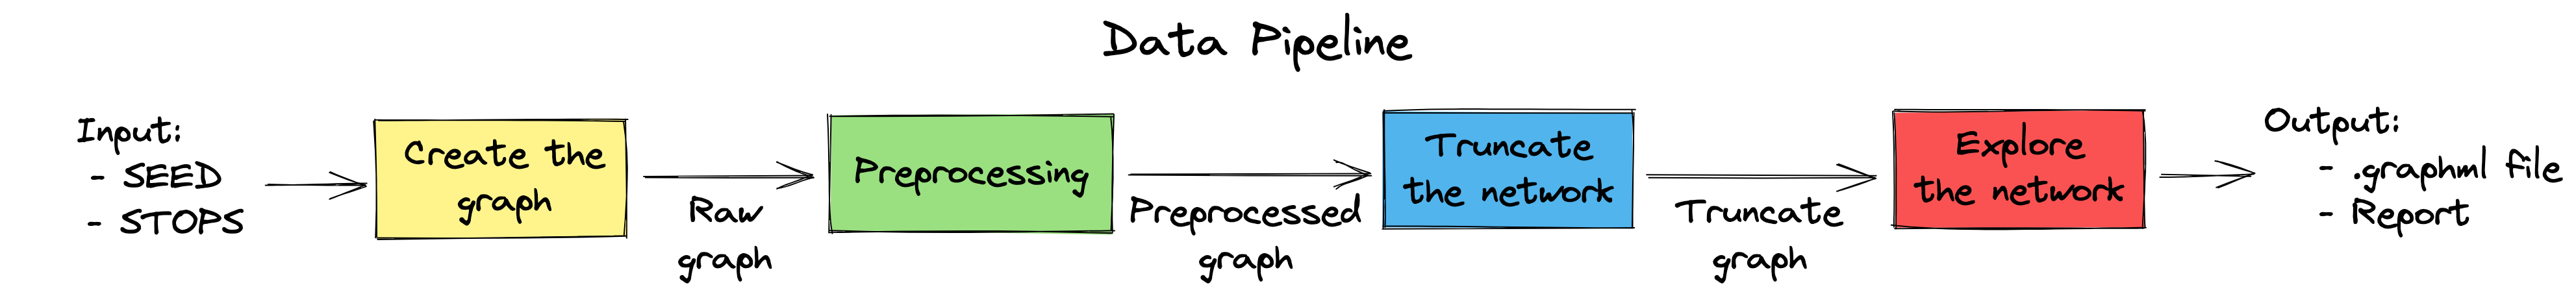 Data Pipeline
Input:
- SEED
- STOPS
Create the
graph
Raw
graph
Preprocessing
Preprocessed
graph
Truncate
the network
Truncate
graph
Explore
the network
Output:
- .graphml file
- Report